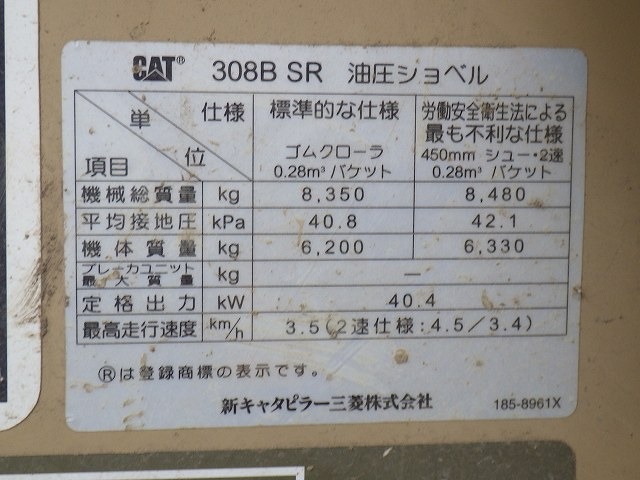 CAT® 308B SR 油圧ショベル
単位 仕様 標準的な仕様 労働安全衛生法による
最も不利な仕様
項目 ゴムクローラ 450mm シュー・2速
0.28m³ バケット 0.28m³ バケット
機械総質量 kg 8,350 8,480
平均接地圧 kPa 40.8 42.1
機体質量 kg 6,200 6,330
ブレーカユニット
最大質量 kg —
定格出力 kW 40.4
最高走行速度 km/h 3.5(2速仕様:4.5/3.4)
Ⓡは登録商標の表示です。
新キャタピラー三菱株式会社 185-8961X